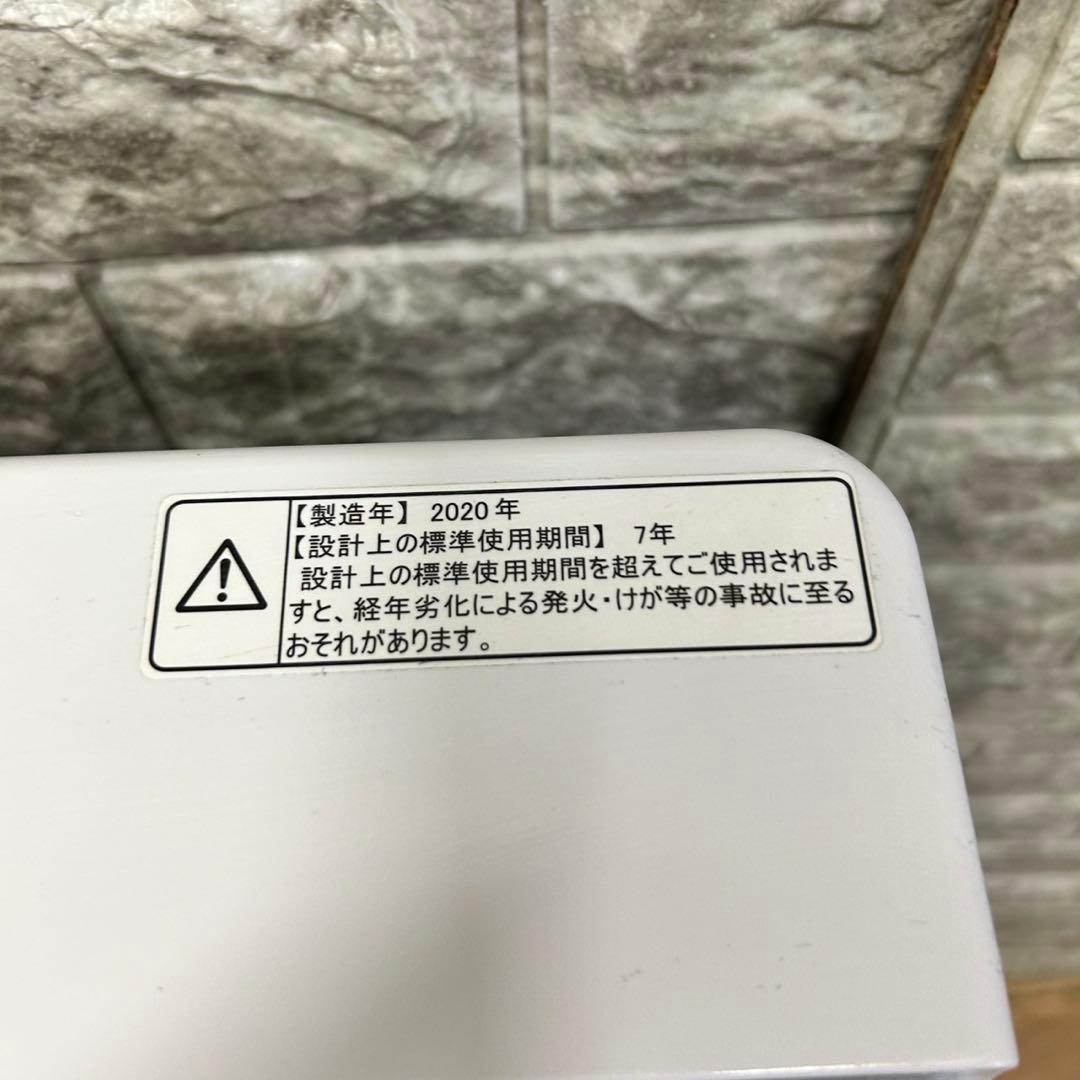 【製造年】 2020年
【設計上の標準使用期間】 7年
設計上の標準使用期間を超えてご使用されま
すと、経年劣化による発火・けが等の事故に至る
おそれがあります。